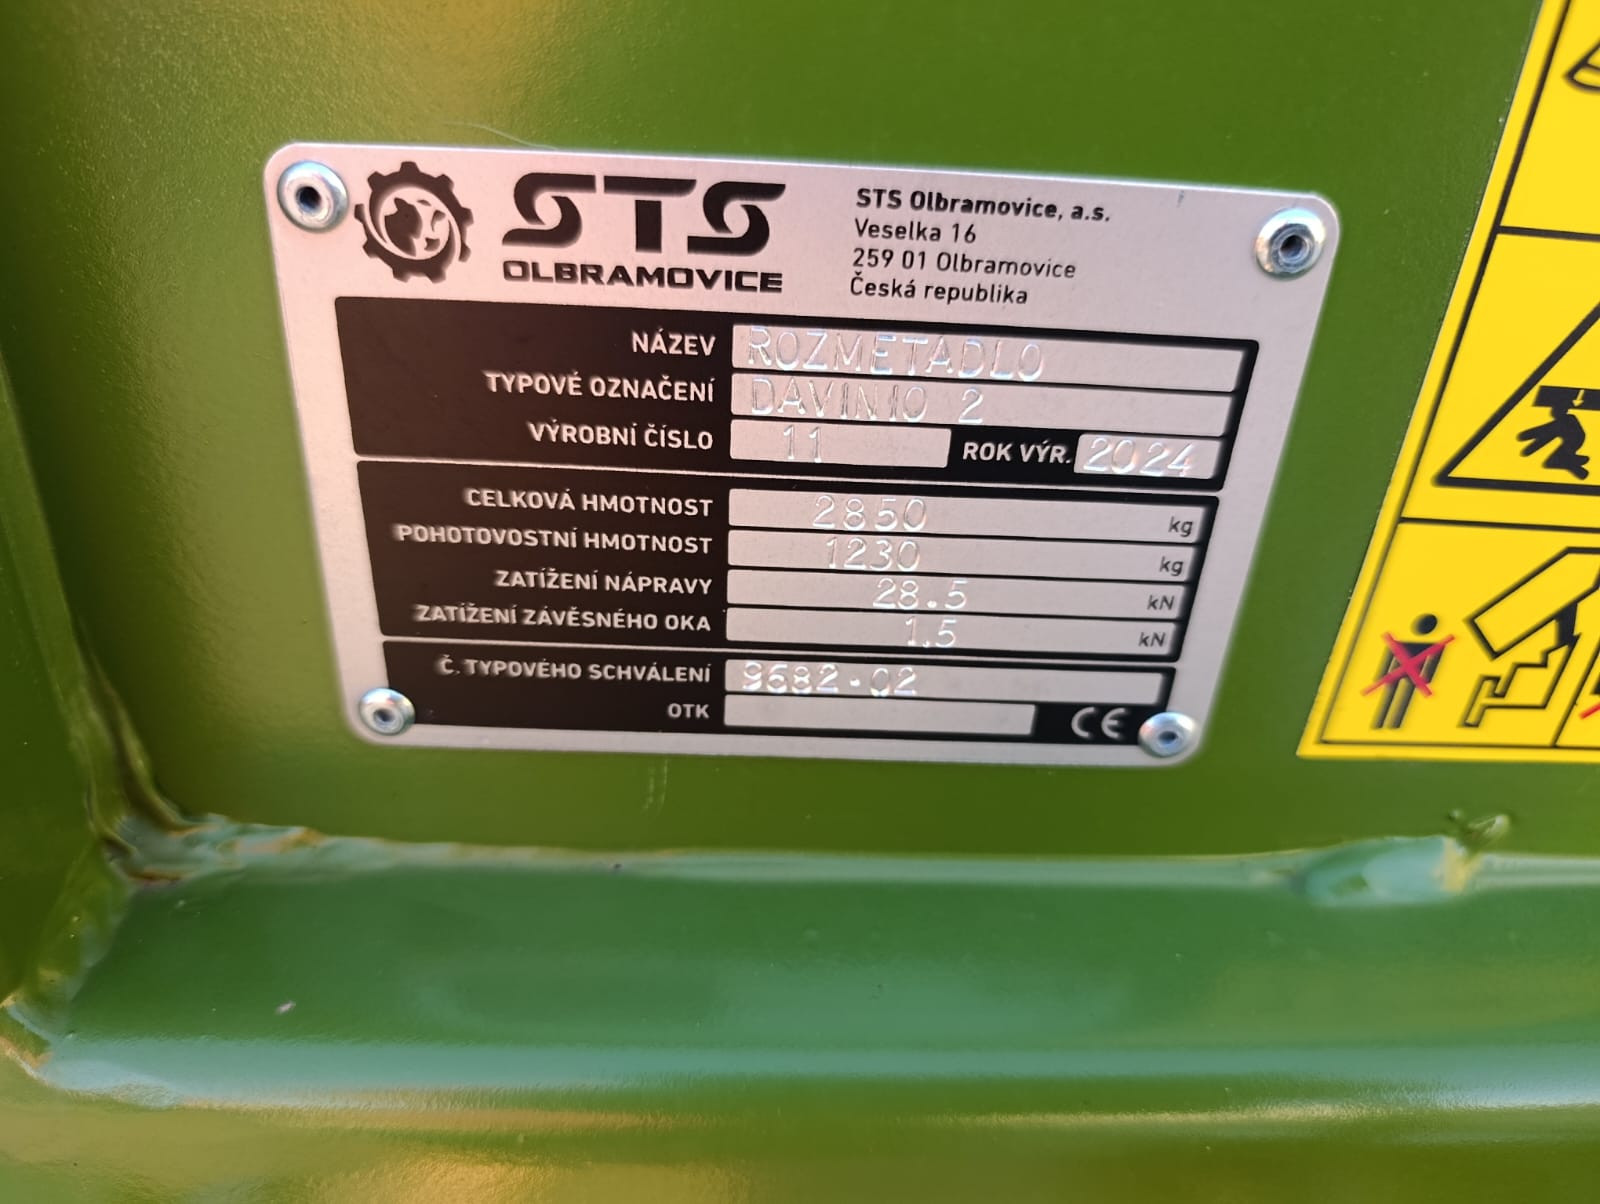 STS
OLBRAMOVICE
STS Olbramovice, a.s.
Veselka 16
259 01 Olbramovice
Česká republika
NÁZEV ROZMETADLO
TYPOVÉ OZNAČENÍ DAVINIO 2
VÝROBNÍ ČÍSLO 11 ROK VÝR. 2024
CELKOVÁ HMOTNOST 2850 kg
POHOTOVOSTNÍ HMOTNOST 1230 kg
ZATÍŽENÍ NÁPRAVY 28.5 kN
ZATÍŽENÍ ZÁVĚSNÉHO OKA 1.5 kN
Č. TYPOVÉHO SCHVÁLENÍ 9682-02
OTK CE